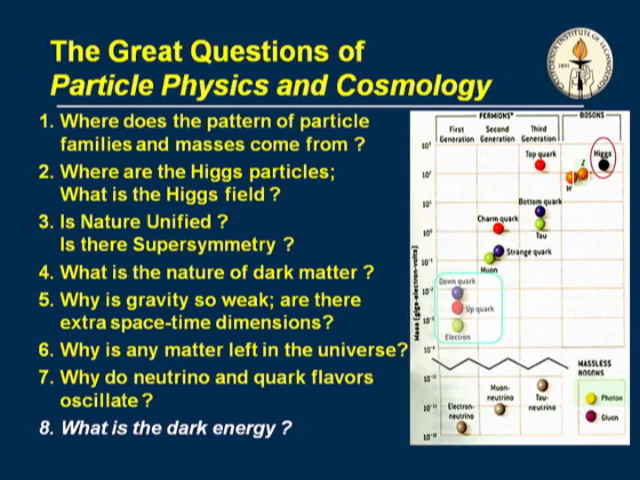 The Great Questions of
Particle Physics and Cosmology
1. Where does the pattern of particle
families and masses come from ?
2. Where are the Higgs particles;
What is the Higgs field ?
3. Is Nature Unified ?
Is there Supersymmetry ?
4. What is the nature of dark matter ?
5. Why is gravity so weak; are there
extra space-time dimensions?
6. Why is any matter left in the universe?
7. Why do neutrino and quark flavors
oscillate ?
8. What is the dark energy ?
FERMIONS*
BOSONS
First
Generation
Second
Generation
Third
Generation
Top quark
Higgs
Z
W
Bottom quark
Charm quark
Tau
Strange quark
Muon
Down quark
Up quark
Electron
Mass (giga-electron-volts)
MASSLESS
BOSONS
Photon
Gluon
Electron-
neutrino
Muon-
neutrino
Tau-
neutrino